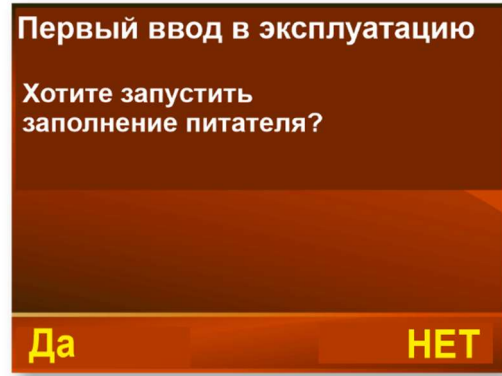 Первый ввод в эксплуатацию
Хотите запустить
заполнение питателя?
Да
НЕТ